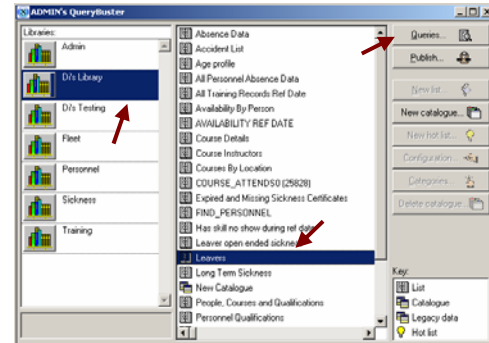 ADMIN's QueryBuster
Libraries:
Admin
Di's Library
Di's Testing
Fleet
Personnel
Sickness
Training
Absence Data
Accident List
Age profile
All Personnel Absence Data
All Training Records Ref Date
Availability By Person
AVAILABILITY REF DATE
Course Details
Course Instructors
Courses By Location
COURSE_ATTENDS0 (25828)
Expired and Missing Sickness Certificates
FIND_PERSONNEL
Has skill no show during ref date
Leaver open ended sickness
Leavers
Long Term Sickness
New Catalogue
People, Courses and Qualifications
Personnel Qualifications
Queries...
Publish...
New list...
New catalogue...
New hot list...
Configuration...
Categories...
Delete catalogue...
Key:
List
Catalogue
Legacy data
Hot list